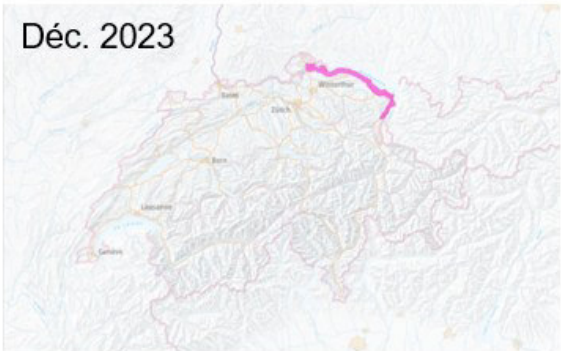 Déc. 2023
Winterthur
Basel
Zürich
Bern
Lausanne
Genève